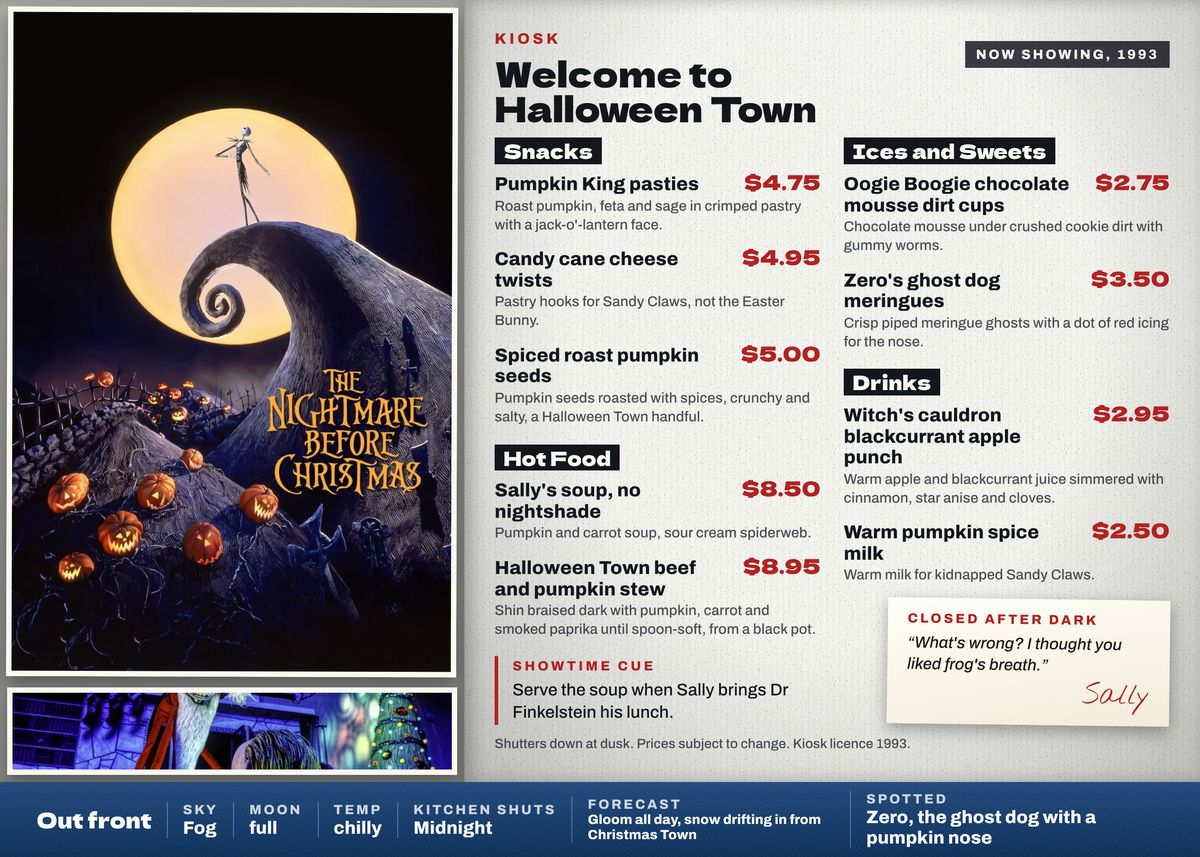 THE
NIGHTMARE
BEFORE
CHRISTMAS
KIOSK
Welcome to
Halloween Town
NOW SHOWING, 1993
Snacks
Pumpkin King pasties $4.75
Roast pumpkin, feta and sage in crimped pastry
with a jack-o'-lantern face.
Candy cane cheese $4.95
twists
Pastry hooks for Sandy Claws, not the Easter
Bunny.
Spiced roast pumpkin $5.00
seeds
Pumpkin seeds roasted with spices, crunchy and
salty, a Halloween Town handful.
Hot Food
Sally's soup, no $8.50
nightshade
Pumpkin and carrot soup, sour cream spiderweb.
Halloween Town beef $8.95
and pumpkin stew
Shin braised dark with pumpkin, carrot and
smoked paprika until spoon-soft, from a black pot.
SHOWTIME CUE
Serve the soup when Sally brings Dr
Finkelstein his lunch.
Ices and Sweets
Oogie Boogie chocolate $2.75
mousse dirt cups
Chocolate mousse under crushed cookie dirt with
gummy worms.
Zero's ghost dog $3.50
meringues
Crisp piped meringue ghosts with a dot of red icing
for the nose.
Drinks
Witch's cauldron $2.95
blackcurrant apple
punch
Warm apple and blackcurrant juice simmered with
cinnamon, star anise and cloves.
Warm pumpkin spice $2.50
milk
Warm milk for kidnapped Sandy Claws.
CLOSED AFTER DARK
“What's wrong? I thought you
liked frog's breath.”
Sally
Shutters down at dusk. Prices subject to change. Kiosk licence 1993.
Out front
SKY
Fog
MOON
full
TEMP
chilly
KITCHEN SHUTS
Midnight
FORECAST
Gloom all day, snow drifting in from
Christmas Town
SPOTTED
Zero, the ghost dog with a
pumpkin nose